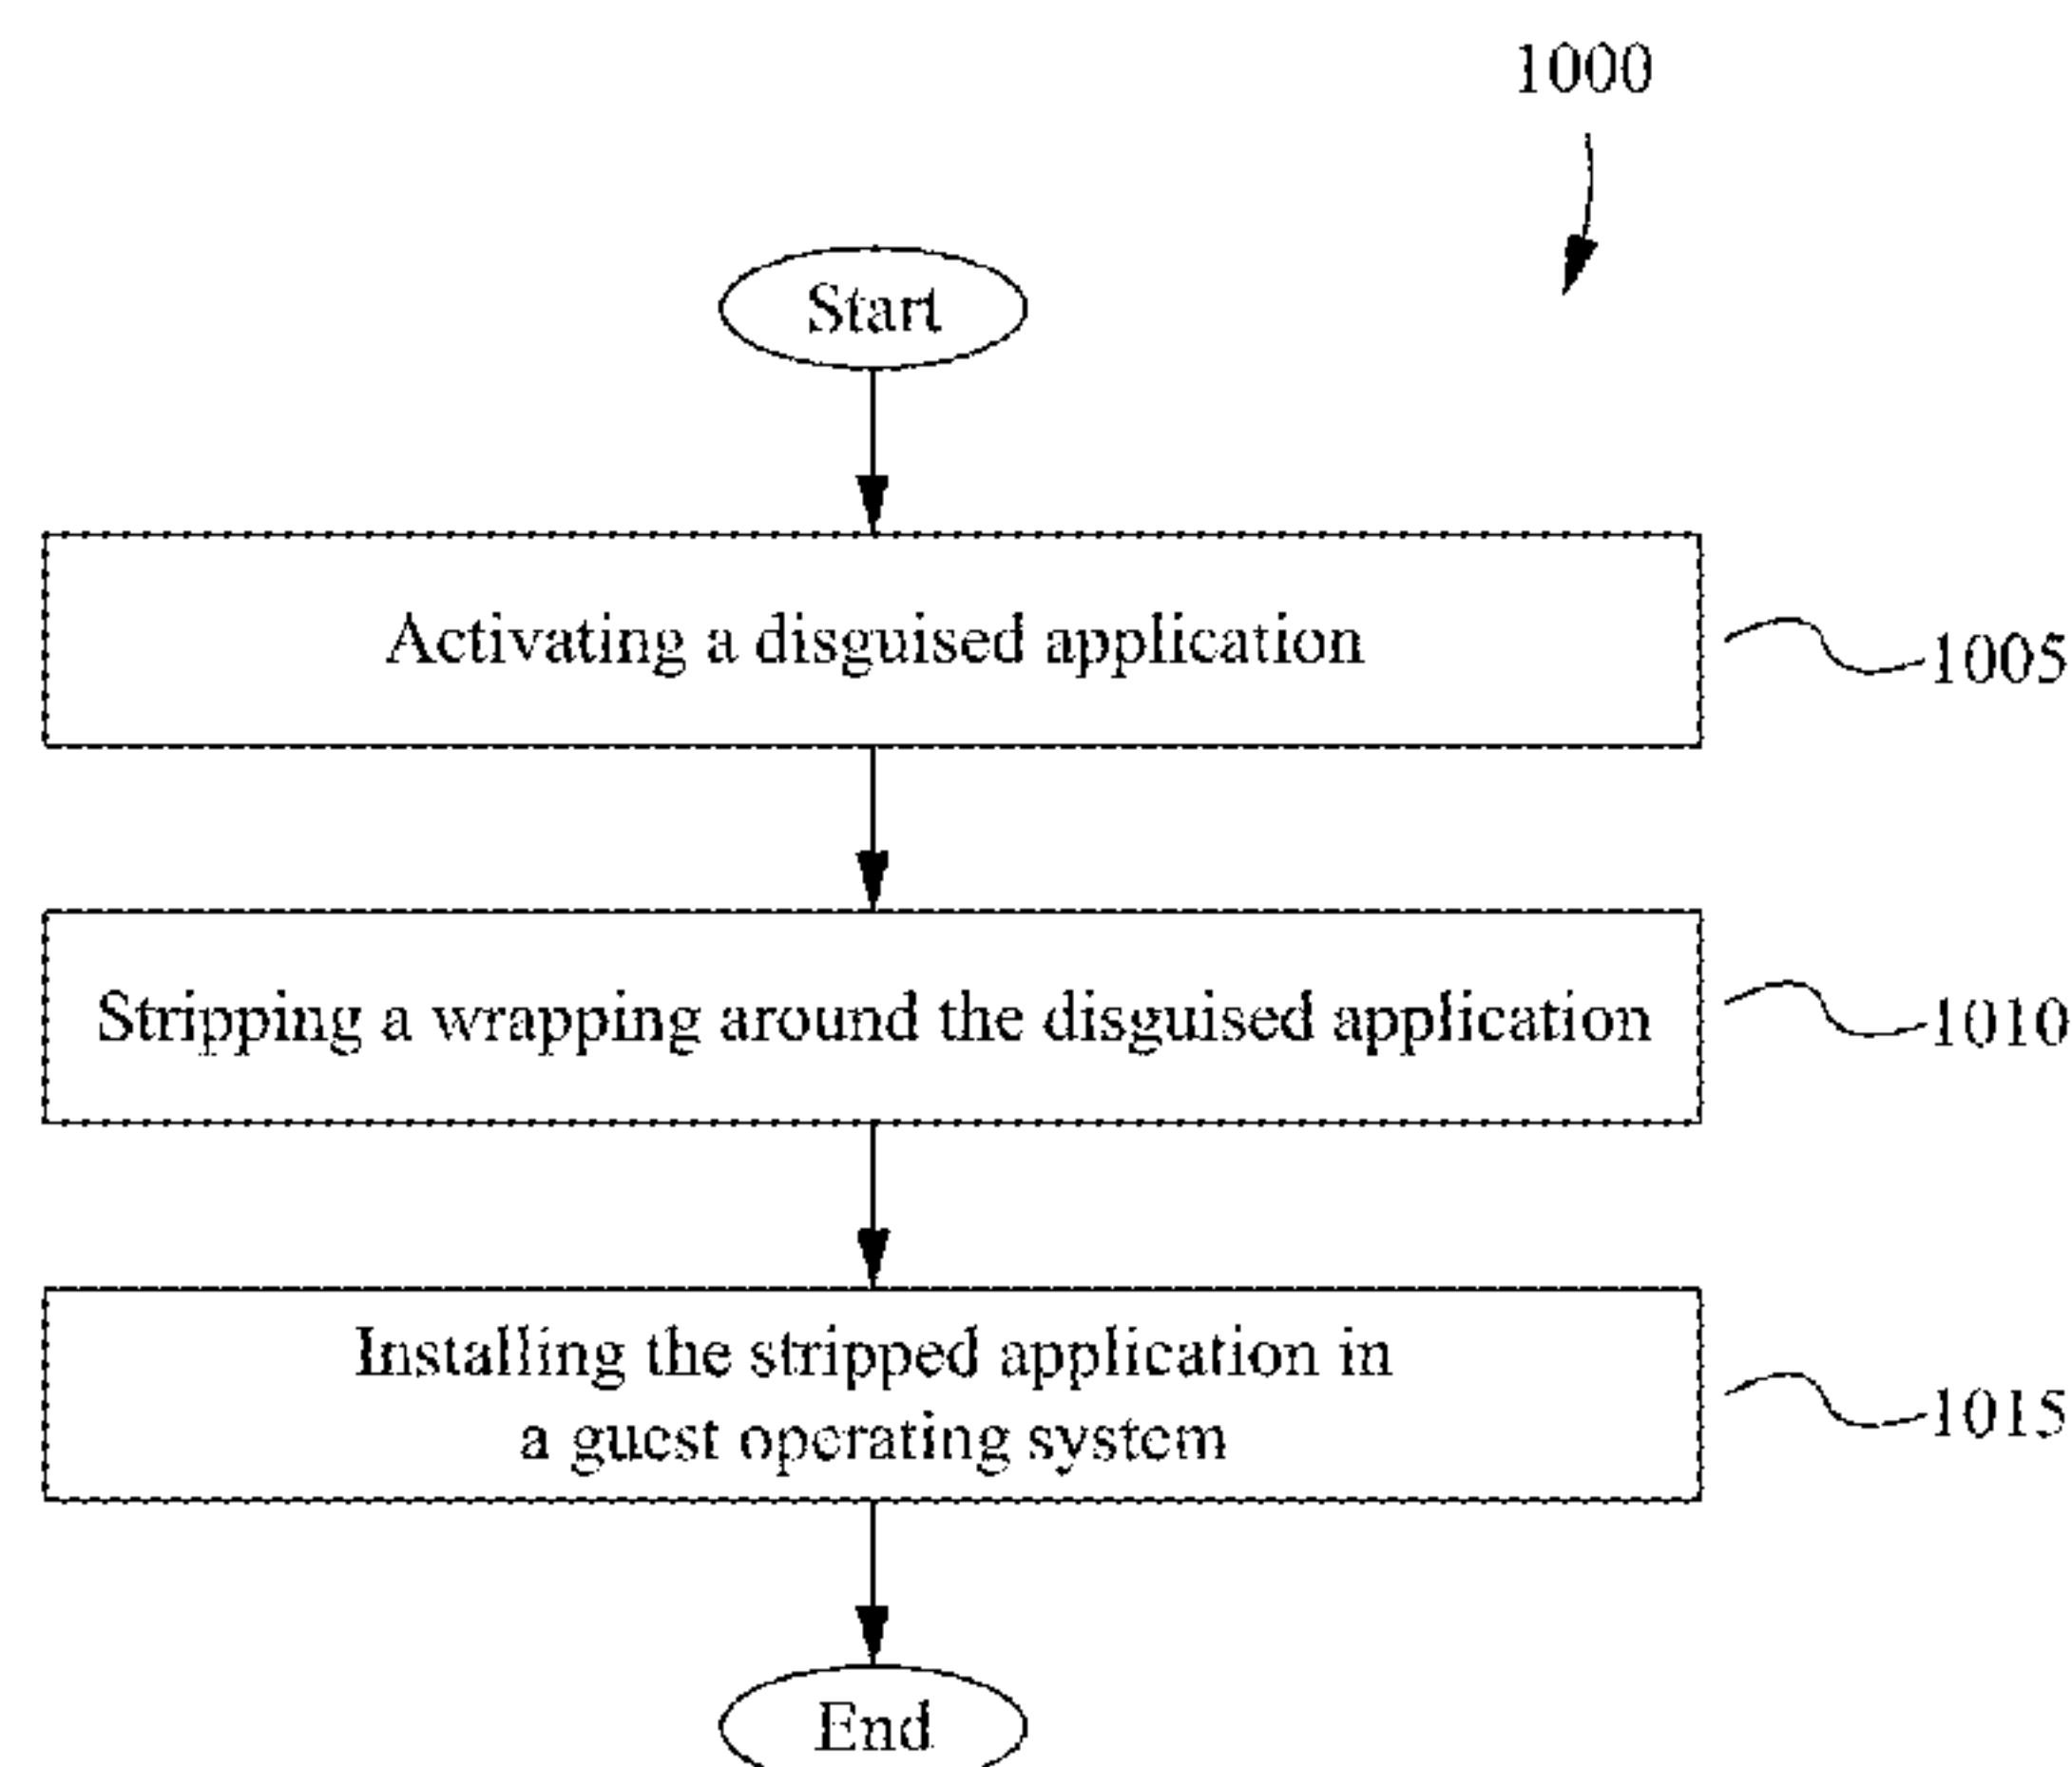 1000
Start
Activating a disguised application
1005
Stripping a wrapping around the disguised application
1010
Installing the stripped application in
a guest operating system
1015
End